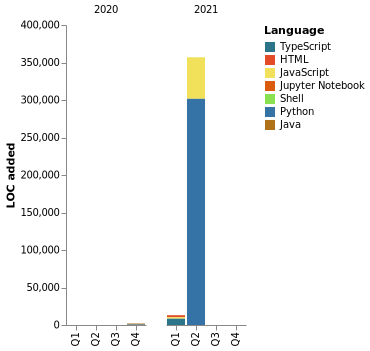 2020
2021
LOC added
400,000
350,000
300,000
250,000
200,000
150,000
100,000
50,000
0
Q1
Q2
Q3
Q4
Q1
Q2
Q3
Q4
Language
TypeScript
HTML
JavaScript
Jupyter Notebook
Shell
Python
Java